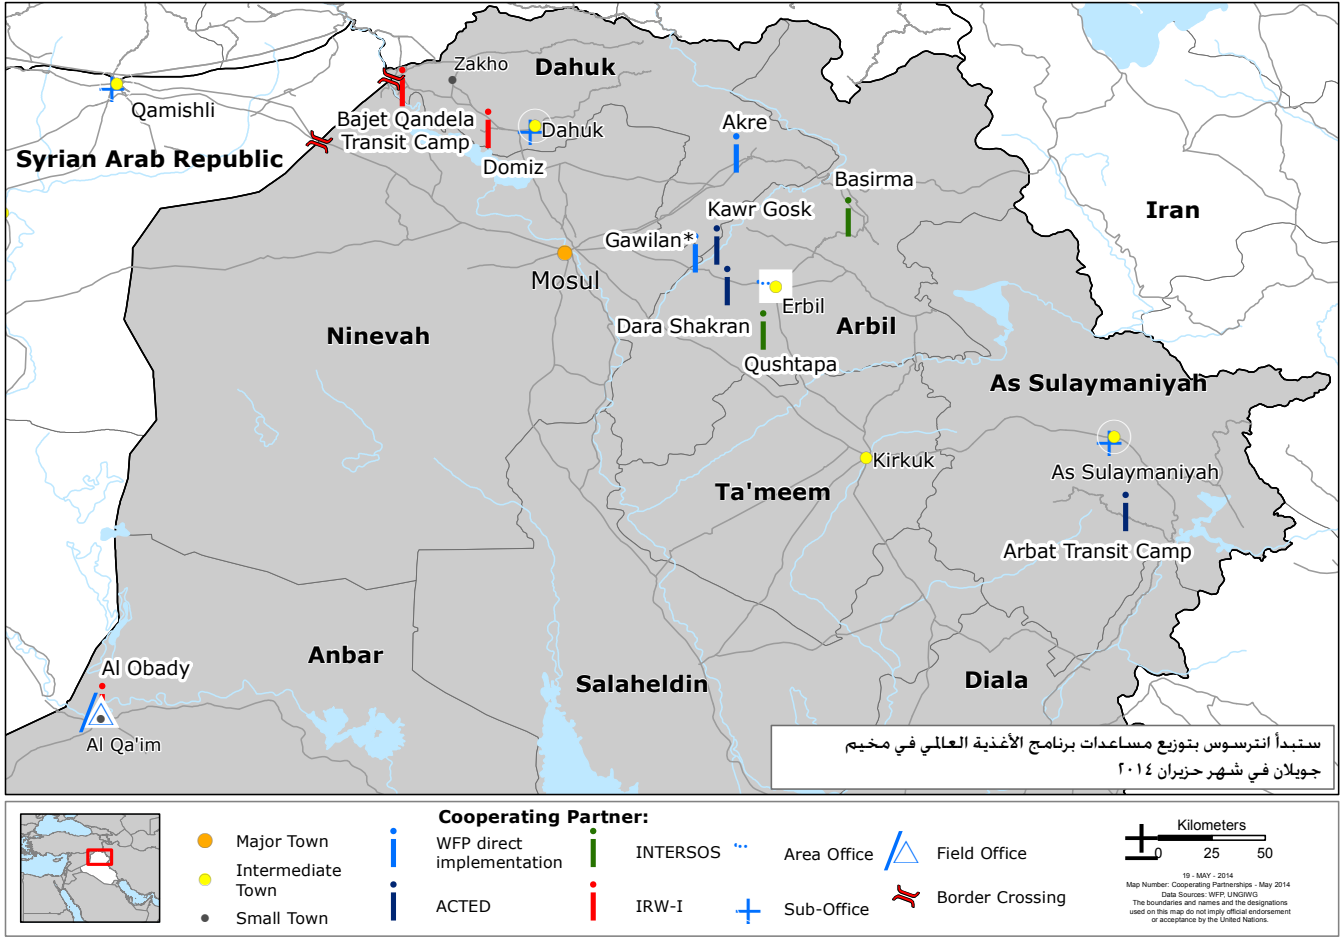 Zakho
Dahuk
Qamishli
Bajet Qandela
Transit Camp
Akre
Dahuk
Syrian Arab Republic
Domiz
Basirma
Kawr Gosk
Iran
Gawilan*
Mosul
Erbil
Dara Shakran
Arbil
Ninevah
Qushtapa
As Sulaymaniyah
Kirkuk
As Sulaymaniyah
Ta'meem
Arbat Transit Camp
Anbar
Al Obady
Salaheldin
Diala
Al Qa'im
ستبدأ انترسوس بتوزيع مساعدات برنامج الأغذية العالمي في مخيم
جويلان في شهر حزيران ٢٠١٤
Cooperating Partner:
Major Town
Intermediate
Town
Small Town
WFP direct
implementation
ACTED
INTERSOS
IRW-I
Area Office
Sub-Office
Field Office
Border Crossing
Kilometers
0 25 50
19 - MAY - 2014
Map Number: Cooperating Partnerships - May 2014
Data Sources: WFP, UNGIWG
The boundaries and names and the designations
used on this map do not imply official endorsement
or acceptance by the United Nations.